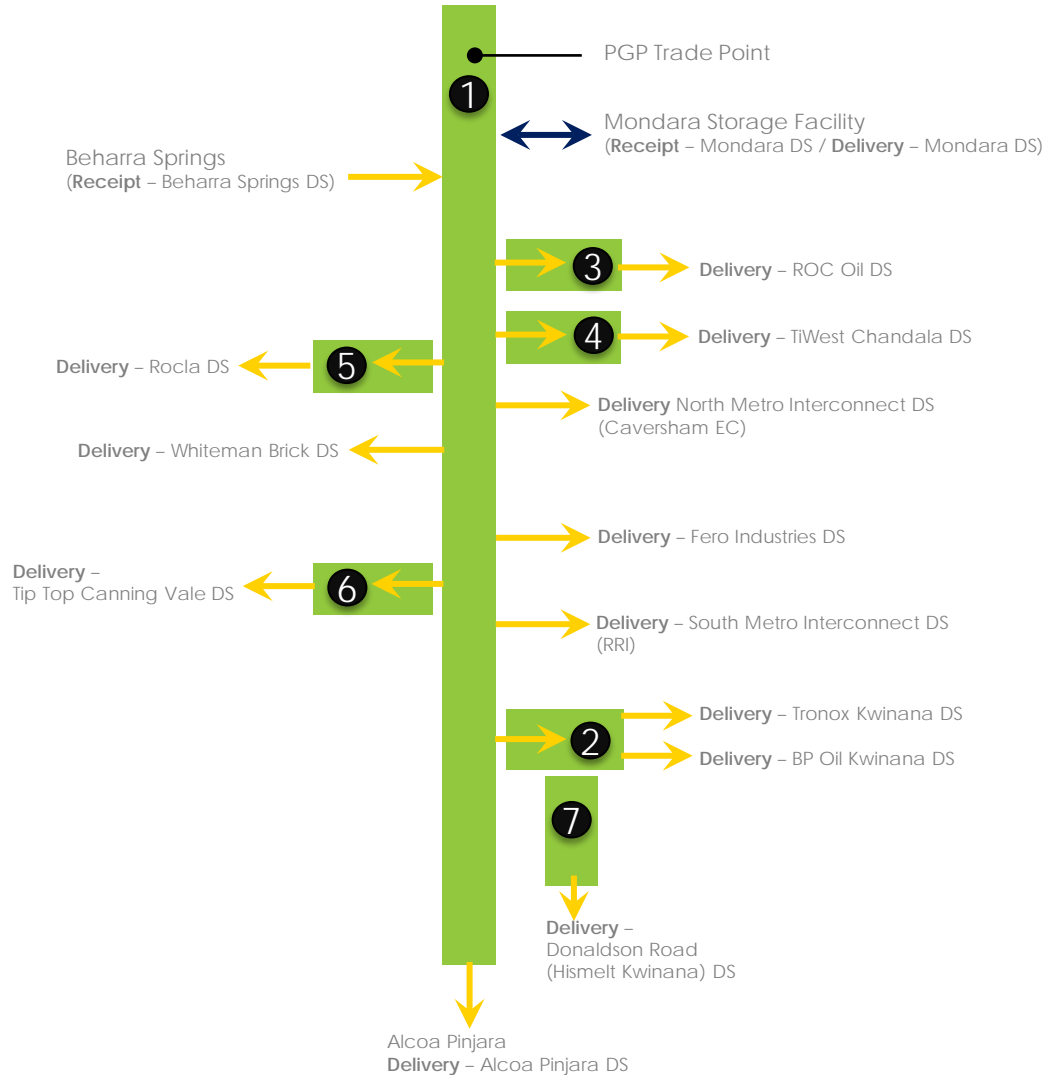 PGP Trade Point
1
Mondara Storage Facility
(Receipt – Mondara DS / Delivery – Mondara DS)
Beharra Springs
(Receipt – Beharra Springs DS)
3
Delivery – ROC Oil DS
4
Delivery – TiWest Chandala DS
5
Delivery – Rocla DS
Delivery North Metro Interconnect DS
(Caversham EC)
Delivery – Whiteman Brick DS
Delivery – Fero Industries DS
Delivery –
Tip Top Canning Vale DS
6
Delivery – South Metro Interconnect DS
(RRI)
2
Delivery – Tronox Kwinana DS
Delivery – BP Oil Kwinana DS
7
Delivery –
Donaldson Road
(Hismelt Kwinana) DS
Alcoa Pinjara
Delivery – Alcoa Pinjara DS